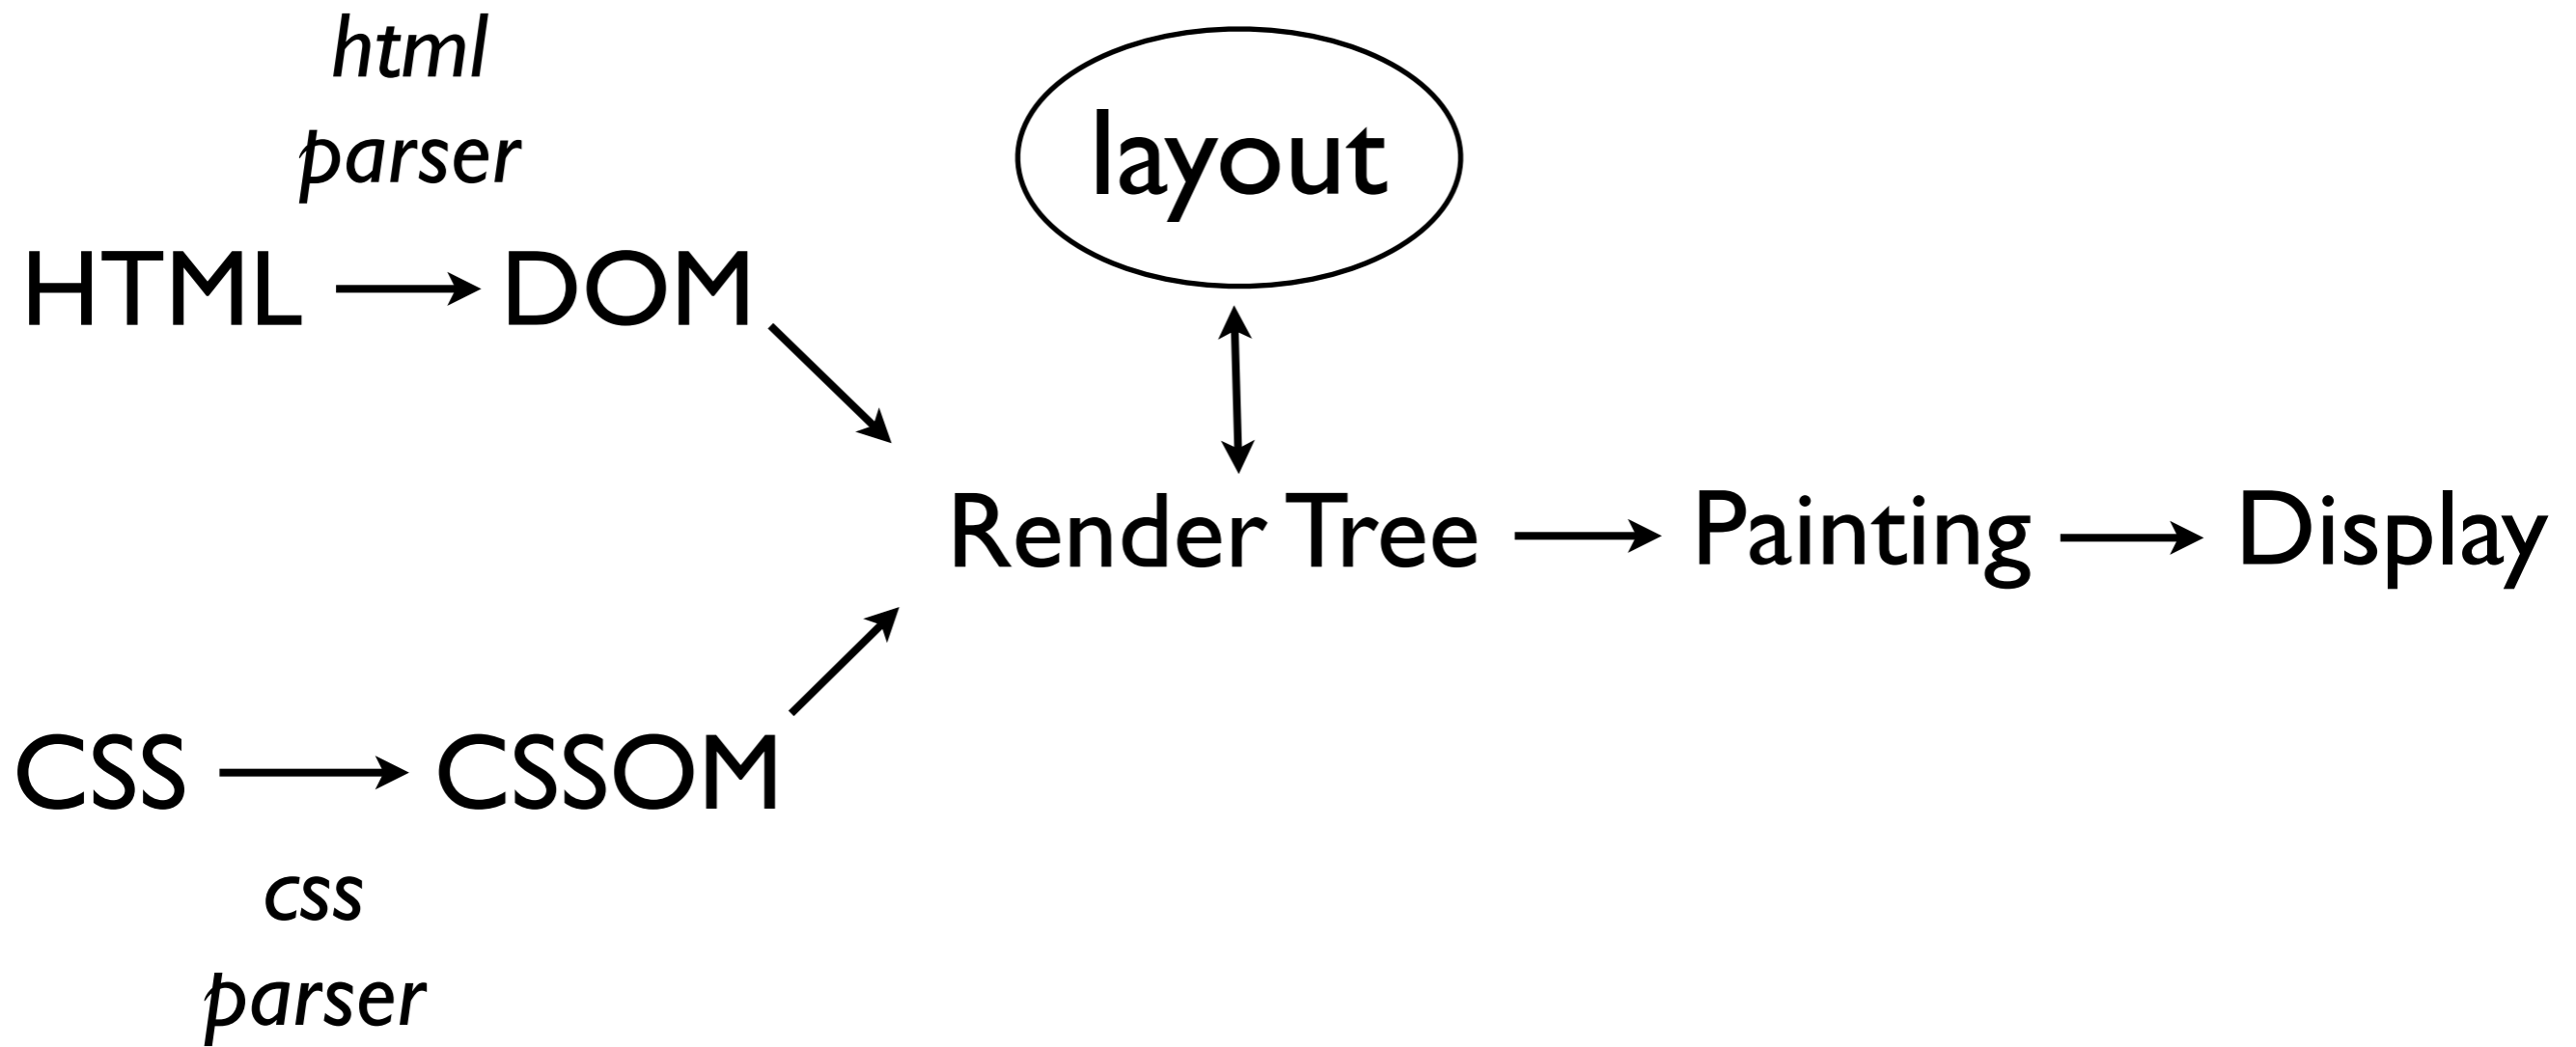 html
parser
HTML
DOM
layout
Render Tree
Painting
Display
CSS
CSSOM
css
parser